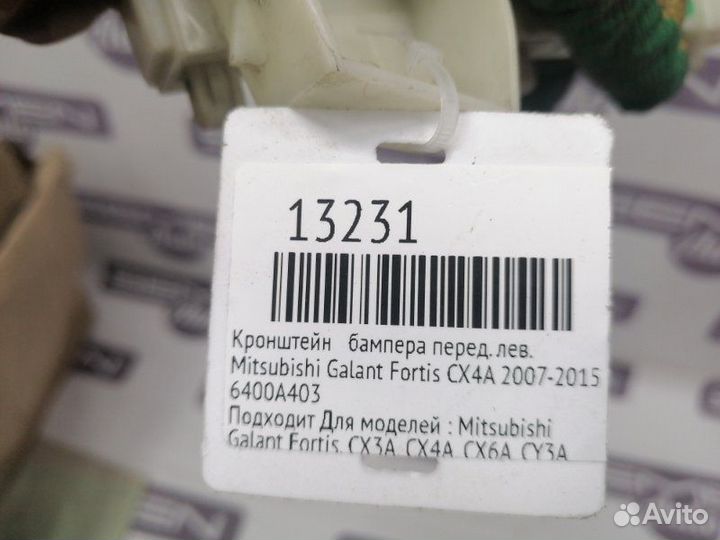 13231
Кронштейн бампера перед.лев.
Mitsubishi Galant Fortis CX4A 2007-2015
6400A403
Подходит Для моделей : Mitsubishi
Galant Fortis, CX3A, CX4A, CX6A, CY3A
Avito